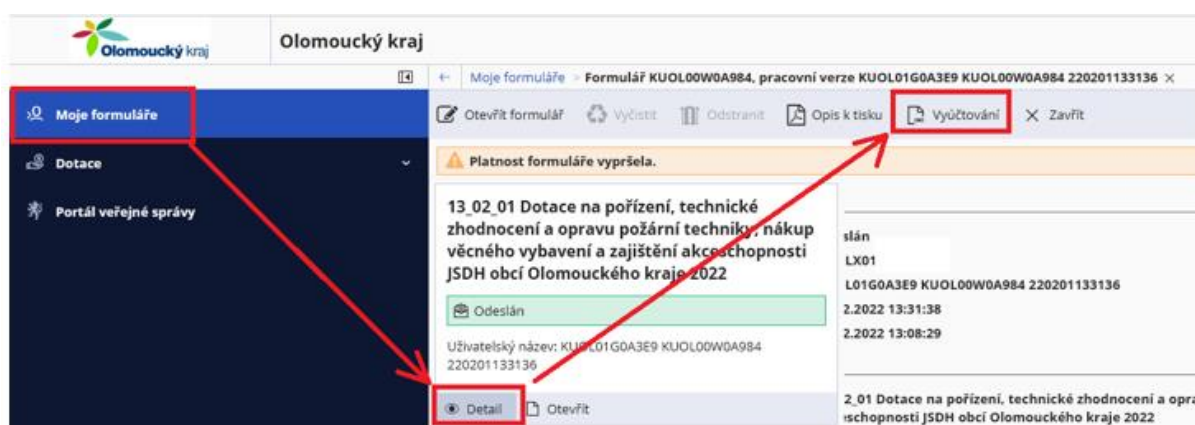 Olomoucký kraj
Olomoucký kraj
Moje formuláře > Formulář KUOL00W0A984, pracovní verze KUOL01G0A3E9 KUOL00W0A984 220201133136 ×
Moje formuláře
Otevřít formulář Vyčistit Odstranit Opis k tisku Vyúčtování Zavřít
Dotace
Platnost formuláře vypršela.
Portál veřejné správy
13_02_01 Dotace na pořízení, technické
zhodnocení a opravu požární techniky, nákup
věcného vybavení a zajištění akceschopnosti
JSDH obcí Olomouckého kraje 2022
Odeslán
Uživatelský název: KUOL01G0A3E9 KUOL00W0A984
220201133136
Detail Otevřít
slán
LX01
L01G0A3E9 KUOL00W0A984 220201133136
2.2022 13:31:38
2.2022 13:08:29
2_01 Dotace na pořízení, technické zhodnocení a opra
schopnosti JSDH obcí Olomouckého kraje 2022